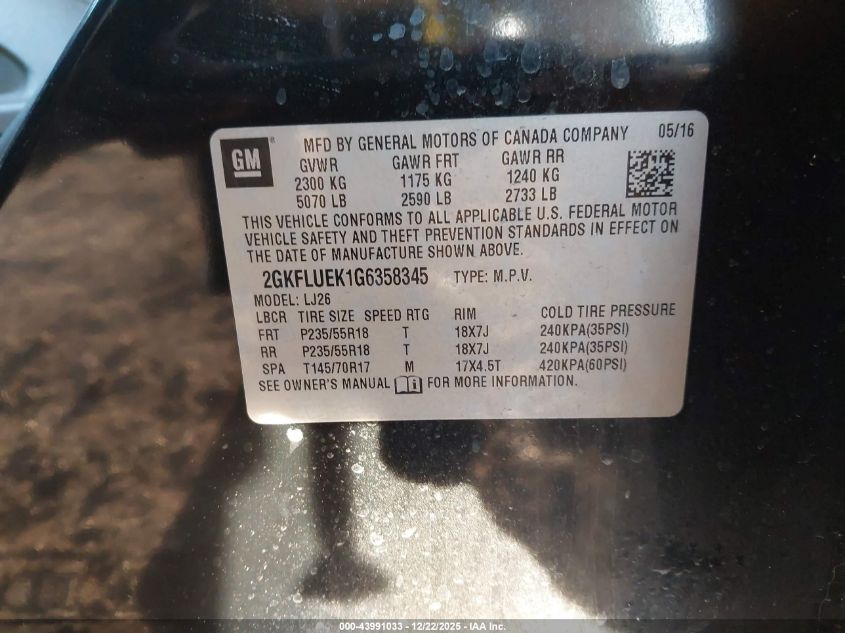 GM
MFD BY GENERAL MOTORS OF CANADA COMPANY 05/16
GVWR GAWR FRT GAWR RR
2300 KG 1175 KG 1240 KG
5070 LB 2590 LB 2733 LB
THIS VEHICLE CONFORMS TO ALL APPLICABLE U.S. FEDERAL MOTOR
VEHICLE SAFETY AND THEFT PREVENTION STANDARDS IN EFFECT ON
THE DATE OF MANUFACTURE SHOWN ABOVE.
2GKFLUEK1G6358345 TYPE: M.P.V.
MODEL: LJ26
LBCR TIRE SIZE SPEED RTG RIM COLD TIRE PRESSURE
FRT P235/55R18 T 18X7J 240KPA(35PSI)
RR P235/55R18 T 18X7J 240KPA(35PSI)
SPA T145/70R17 M 17X4.5T 420KPA(60PSI)
SEE OWNER'S MANUAL FOR MORE INFORMATION.
000-43991033 - 12/22/2025 - IAA Inc.